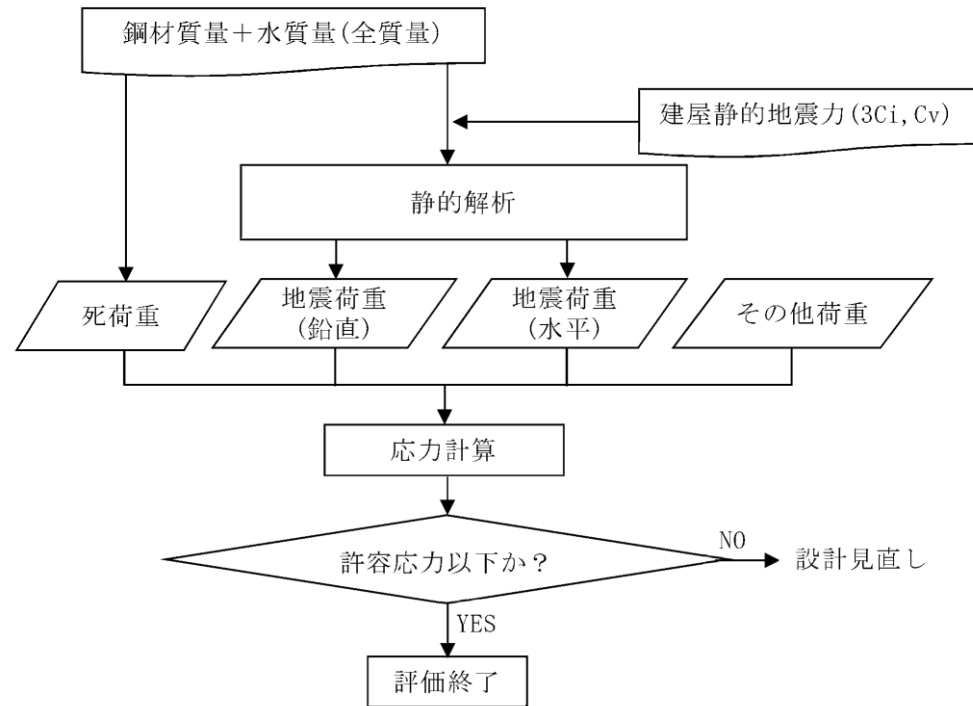 鋼材質量＋水質量(全質量)
建屋静的地震力(3Ci,Cv)
静的解析
死荷重
地震荷重
(鉛直)
地震荷重
(水平)
その他荷重
応力計算
許容応力以下か？
NO
設計見直し
YES
評価終了